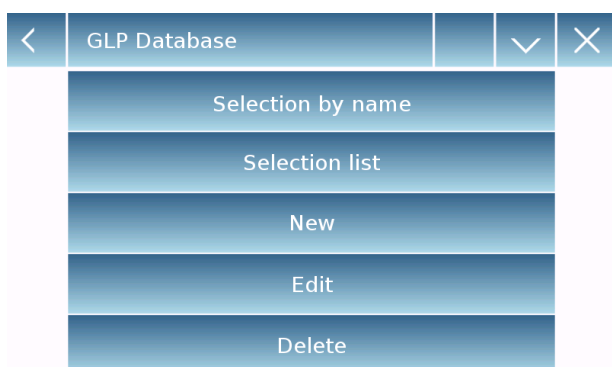 GLP Database
Selection by name
Selection list
New
Edit
Delete